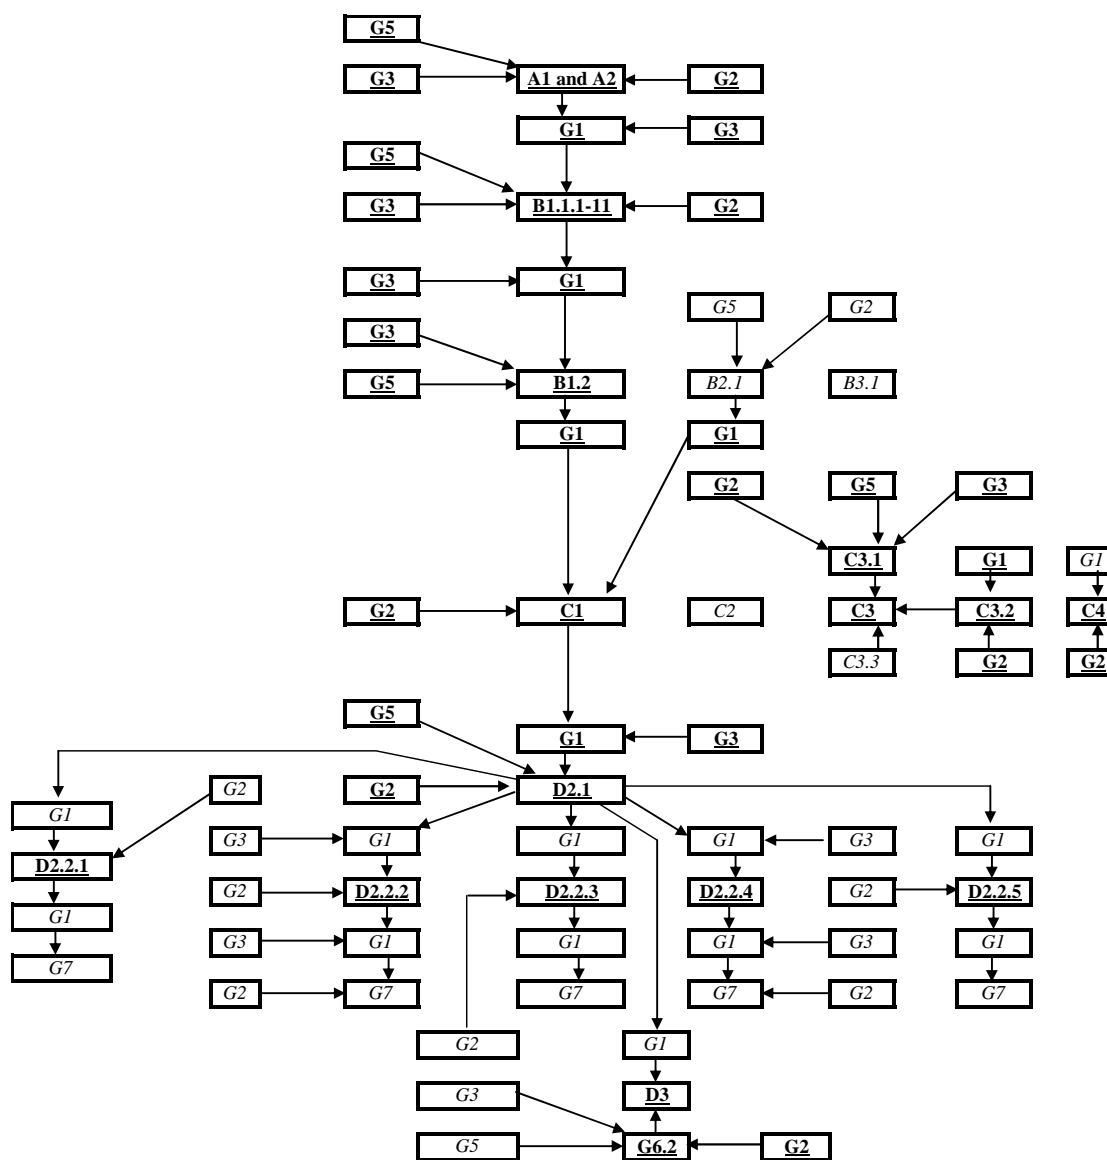 G5
G3 A1 and A2 G2
G1 G3
G5
G3 B1.1.1-11 G2
G3 G1
G5 G2
G3
G5 B1.2 B2.1 B3.1
G1 G1
G2 G5 G3
C3.1 G1 G1
G2 C1 C2 C3 C3.2 C4
C3.3 G2 G2
G5
G1 G3
G2 G2 D2.1
G1
G3 G1 G1 G1 G3 G1
D2.2.1
G2 D2.2.2 D2.2.3 D2.2.4 G2 D2.2.5
G1
G3 G1 G1 G1 G3 G1
G7
G2 G7 G7 G7 G2 G7
G2 G1
G3 D3
G5 G6.2 G2